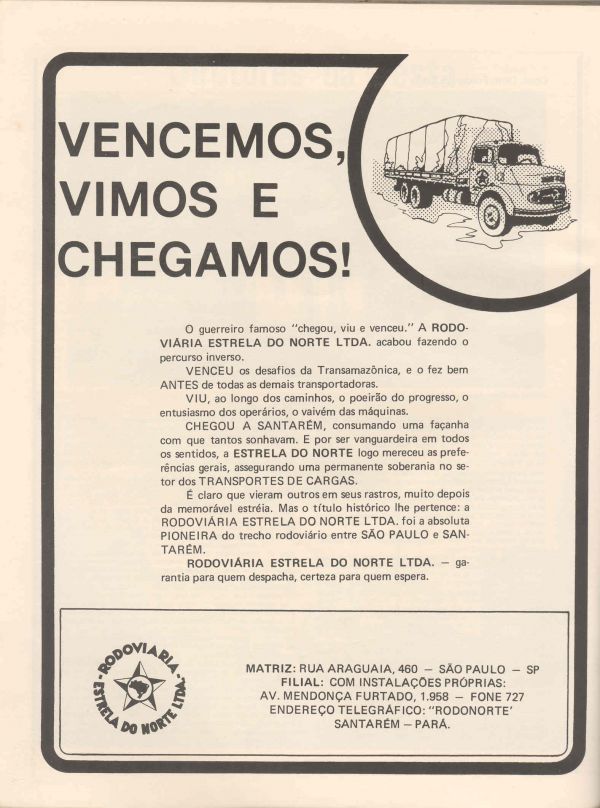 VENCEMOS,
VIMOS E
CHEGAMOS!
O guerreiro famoso "chegou, viu e venceu." A RODO-
VIÁRIA ESTRELA DO NORTE LTDA. acabou fazendo o
percurso inverso.
VENCEU os desafios da Transamazônica, e o fez bem
ANTES de todas as demais transportadoras.
VIU, ao longo dos caminhos, o poeirão do progresso, o
entusiasmo dos operários, o vaivém das máquinas.
CHEGOU A SANTARÉM, consumando uma façanha
com que tantos sonhavam. E por ser vanguardeira em todos
os sentidos, a ESTRELA DO NORTE logo mereceu as prefe-
rências gerais, assegurando uma permanente soberania no se-
tor dos TRANSPORTES DE CARGAS.
É claro que vieram outros em seus rastros, muito depois
da memorável estréia. Mas o título histórico lhe pertence: a
RODOVIÁRIA ESTRELA DO NORTE LTDA. foi a absoluta
PIONEIRA do trecho rodoviário entre SÃO PAULO e SAN-
TARÉM.
RODOVIÁRIA ESTRELA DO NORTE LTDA. — ga-
rantia para quem despacha, certeza para quem espera.
RODOVIARIA
ESTRELA DO NORTE LTDA.
MATRIZ: RUA ARAGUAIA, 460 — SÃO PAULO — SP
FILIAL: COM INSTALAÇÕES PRÓPRIAS:
AV. MENDONÇA FURTADO, 1.958 — FONE 727
ENDEREÇO TELEGRÁFICO: "RODONORTE'
SANTARÉM — PARÁ.